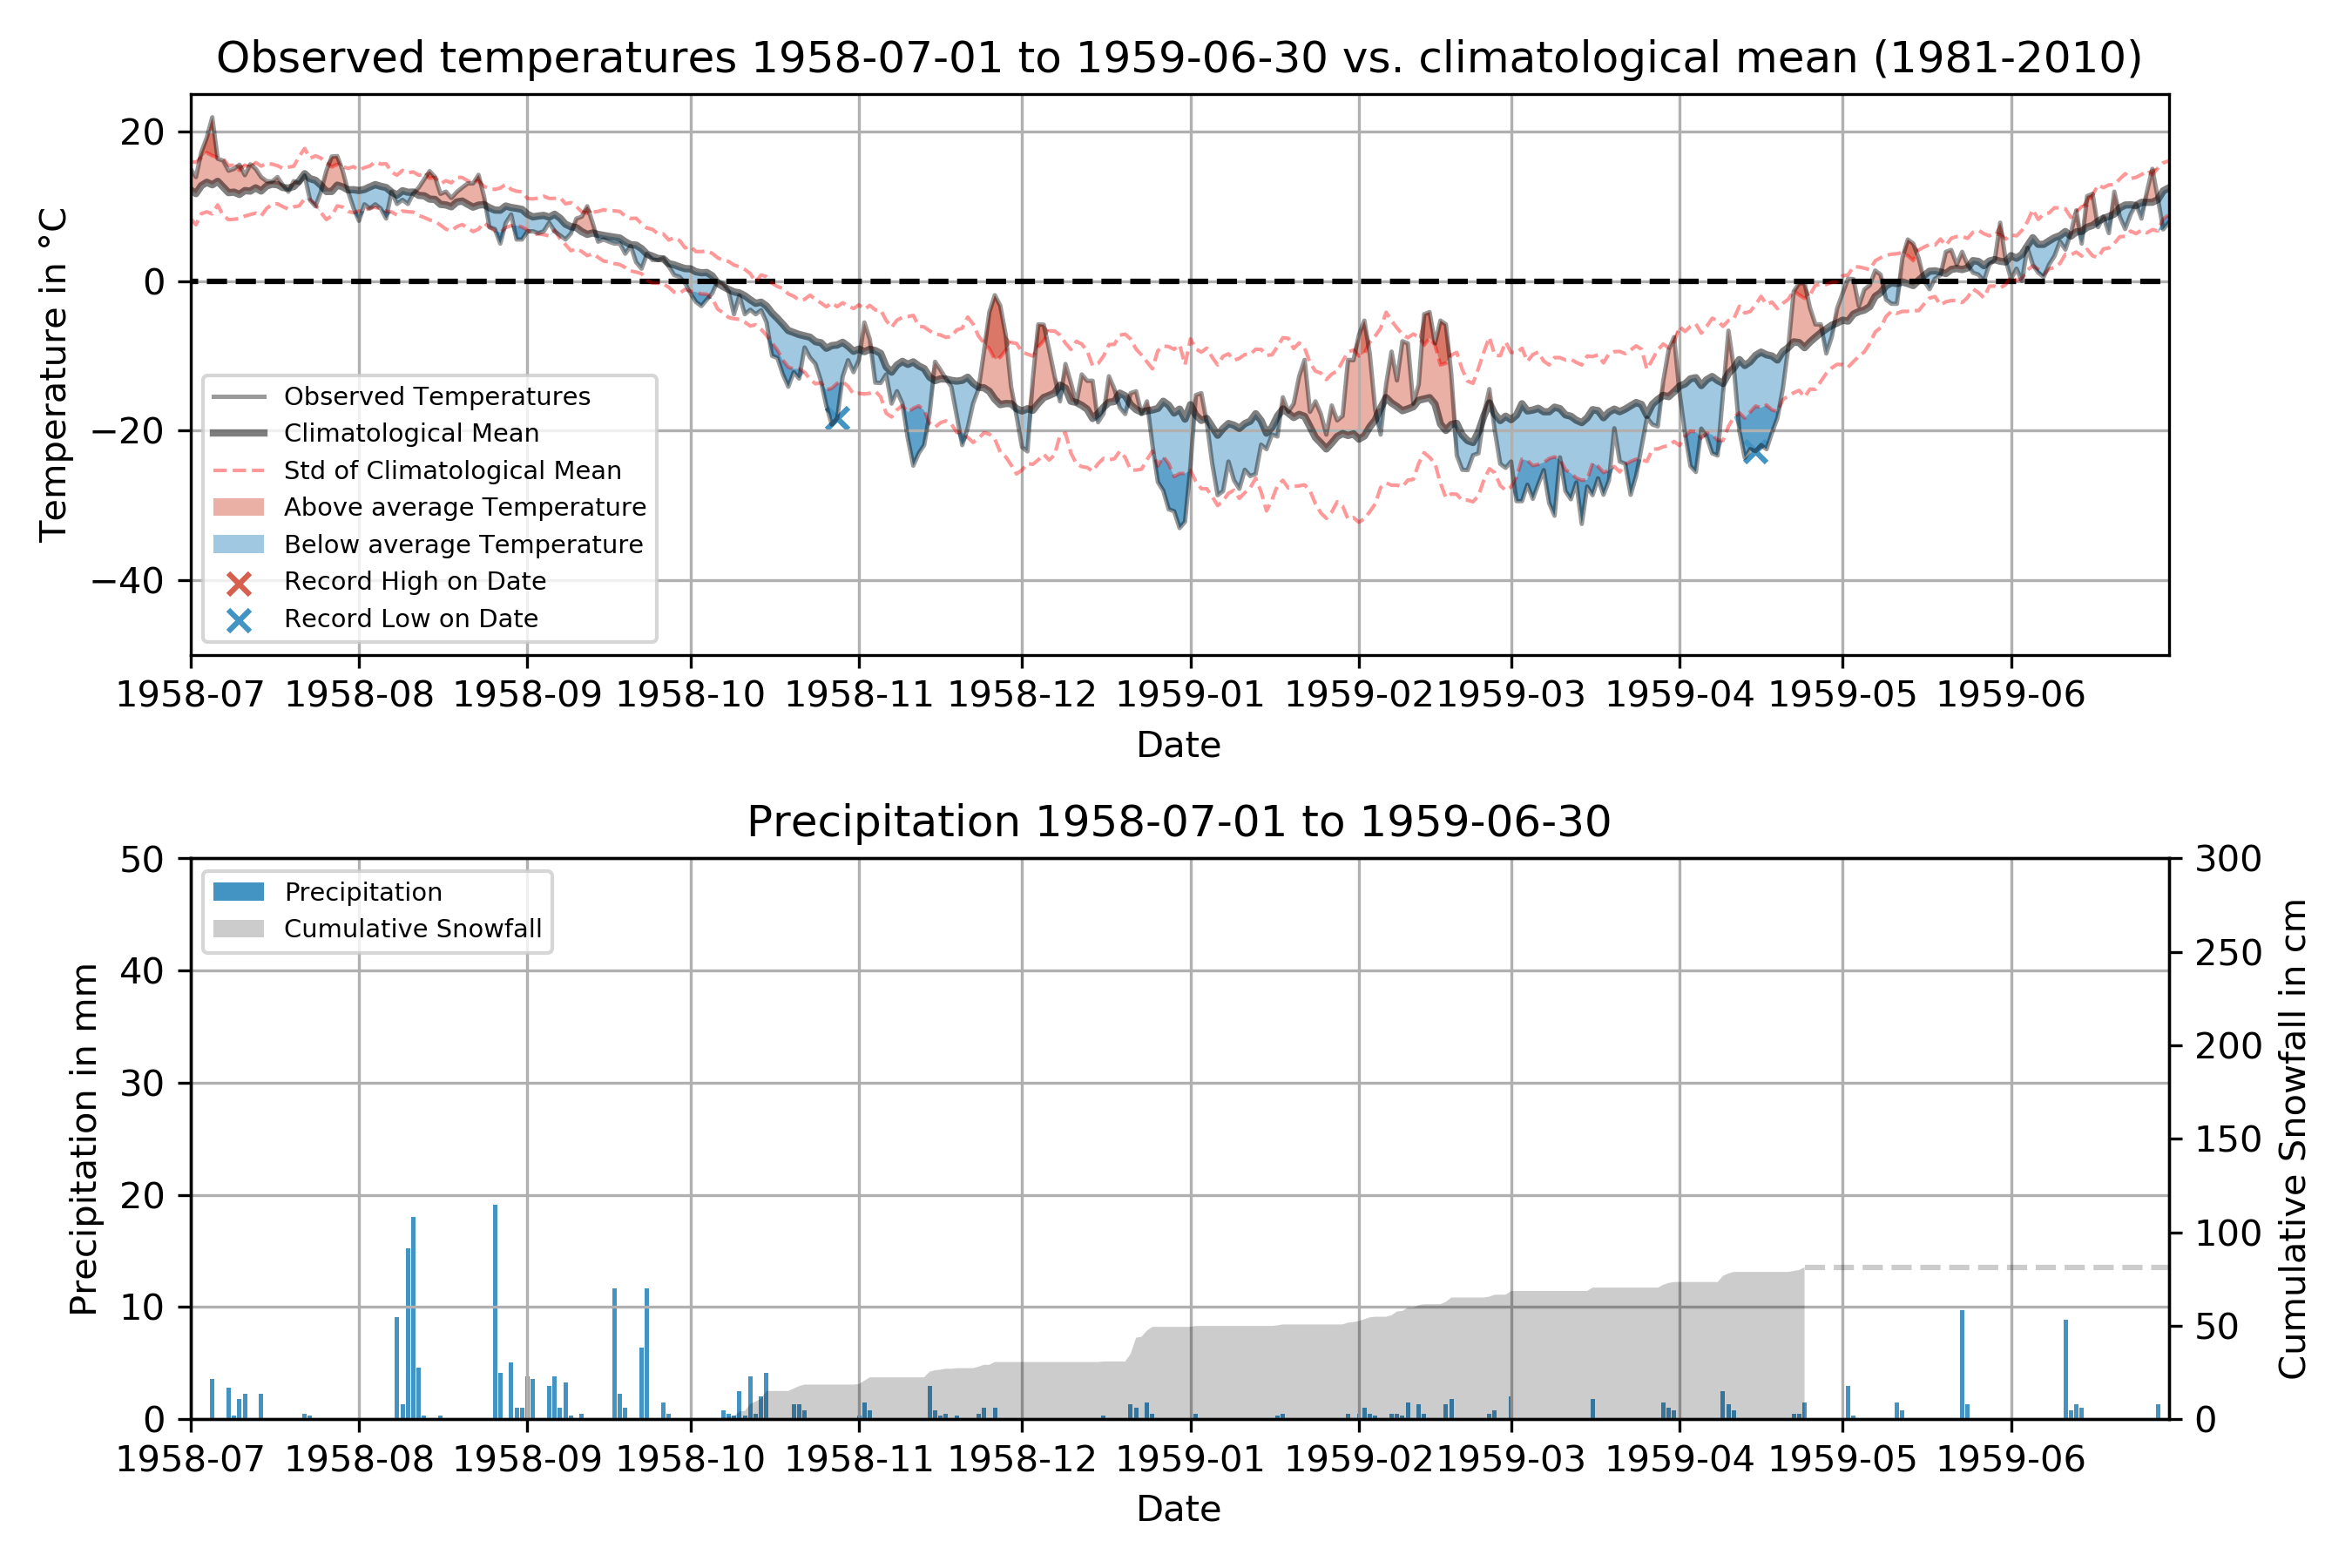 Observed temperatures 1958-07-01 to 1959-06-30 vs. climatological mean (1981-2010)
Temperature in °C
20
0
−20
−40
Observed Temperatures
Climatological Mean
Std of Climatological Mean
Above average Temperature
Below average Temperature
Record High on Date
Record Low on Date
1958-07 1958-08 1958-09 1958-10 1958-11 1958-12 1959-01 1959-02 1959-03 1959-04 1959-05 1959-06
Date
Precipitation 1958-07-01 to 1959-06-30
Precipitation in mm
50
40
30
20
10
0
Precipitation
Cumulative Snowfall
300
250
200
150
100
50
0
Cumulative Snowfall in cm
1958-07 1958-08 1958-09 1958-10 1958-11 1958-12 1959-01 1959-02 1959-03 1959-04 1959-05 1959-06
Date